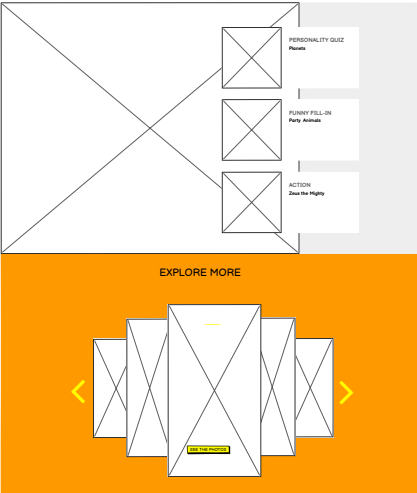 PERSONALITY QUIZ
Planets
FUNNY FILL-IN
Party Animals
ACTION
Zeus the Mighty
EXPLORE MORE
SEE THE PHOTOS